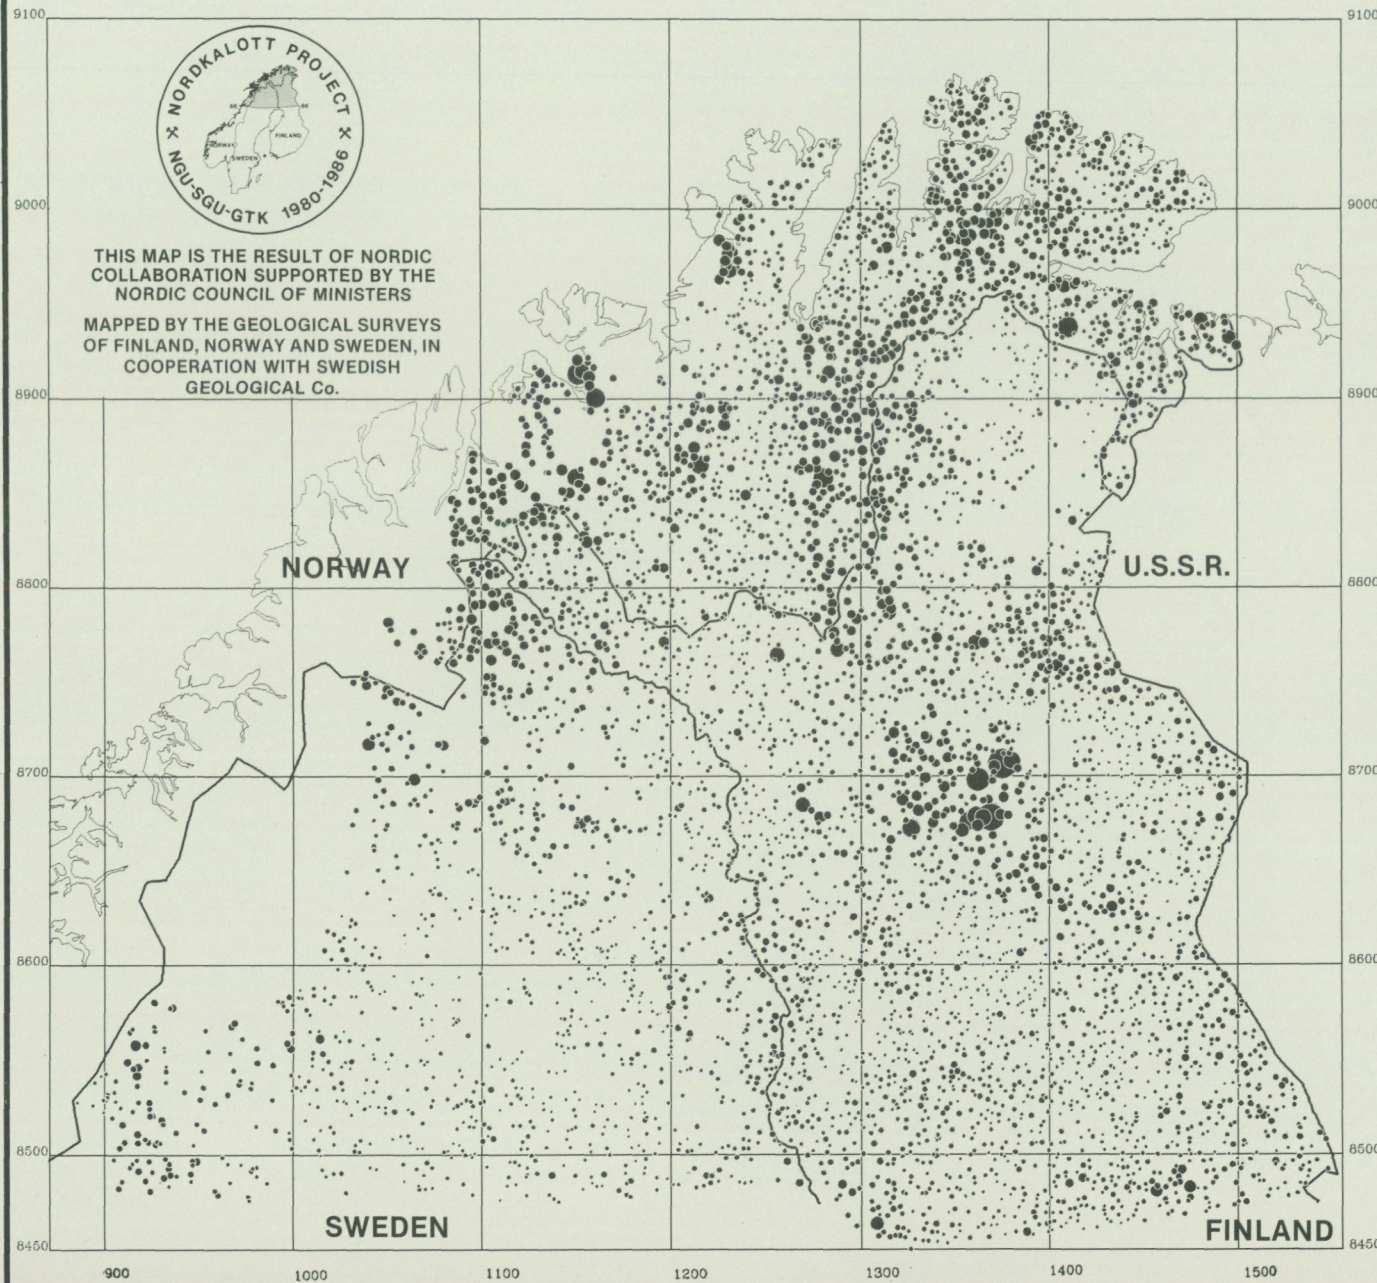 9100
9100
NORDKALOTT PROJECT
66
66
FINLAND
NORWAY
SWEDEN
NGU-SGU-GTK 1980-1986
THIS MAP IS THE RESULT OF NORDIC
COLLABORATION SUPPORTED BY THE
NORDIC COUNCIL OF MINISTERS
MAPPED BY THE GEOLOGICAL SURVEYS
OF FINLAND, NORWAY AND SWEDEN, IN
COOPERATION WITH SWEDISH
GEOLOGICAL Co.
9000
9000
8900
8900
NORWAY
U.S.S.R.
8800
8800
8700
8700
8600
8600
8500
8500
SWEDEN
FINLAND
8450
8450
900
1000
1100
1200
1300
1400
1500